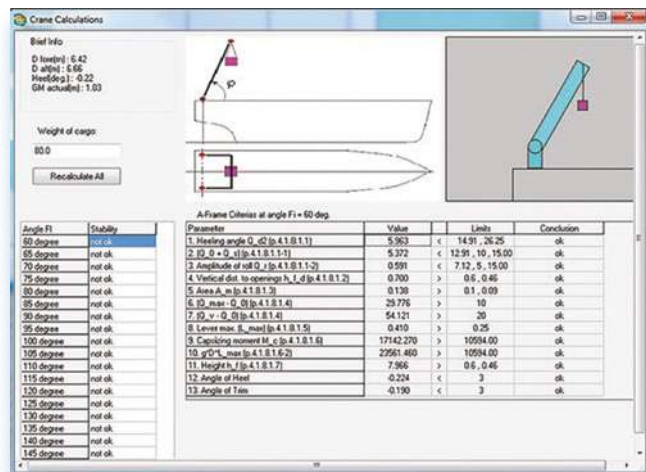 Crane Calculations
Brief Info
D fore(m) : 6.42
D aft(m) : 6.66
Heel(deg.) : -0.22
GM actual(m) : 1.03
Weight of cargo:
80.0
Recalculate All
Angle FI Stability
60 degree not ok.
65 degree not ok.
70 degree not ok.
75 degree not ok.
80 degree not ok.
85 degree not ok.
90 degree not ok.
95 degree not ok.
100 degree not ok.
105 degree not ok.
110 degree not ok.
115 degree not ok.
120 degree not ok.
125 degree not ok.
130 degree not ok.
135 degree not ok.
140 degree not ok.
145 degree not ok.
A-Frame Criterias at angle Fi = 60 deg.
Parameter Value Limits Conclusion
1. Heeling angle Q_d2 (p.4.1.8.1.1) 5.963 < 14.91 , 26.25 ok
2. (Q_0 + Q_s) (p.4.1.8.1.1-1) 5.372 < 12.91 , 10 , 15.00 ok
3. Amplitude of roll Q_r (p.4.1.8.1.1-2) 0.591 < 7.12 , 5 , 15.00 ok
4. Vertical dist. to openings h_f_d (p.4.1.8.1.2) 0.700 > 0.6 , 0.46 ok
5. Area A_m (p.4.1.8.1.3) 0.138 > 0.1 , 0.09 ok
6. (Q_max - Q_0) (p.4.1.8.1.4) 29.776 > 10 ok
7. (Q_v - Q_0) (p.4.1.8.1.4) 54.121 > 20 ok
8. Lever max. (L_max) (p.4.1.8.1.5) 0.410 > 0.25 ok
9. Capsizing moment M_c (p.4.1.8.1.6) 17142.270 > 10594.00 ok
10. g*D*L_max (p.4.1.8.1.6-2) 23561.460 > 10594.00 ok
11. Height h_f (p.4.1.8.1.7) 7.966 > 0.6 , 0.46 ok
12. Angle of Heel -0.224 < 3 ok
13. Angle of Trim -0.190 < 3 ok